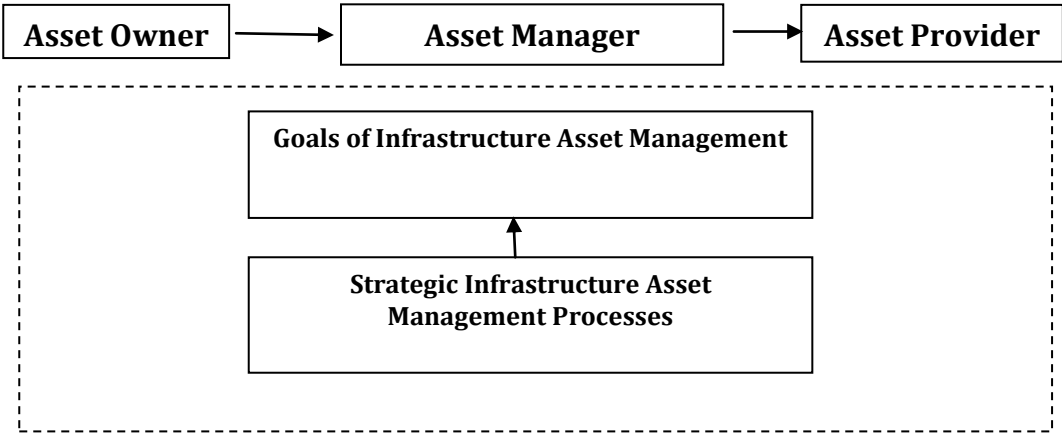 Asset Owner
Asset Manager
Asset Provider
Goals of Infrastructure Asset Management
Strategic Infrastructure Asset
Management Processes